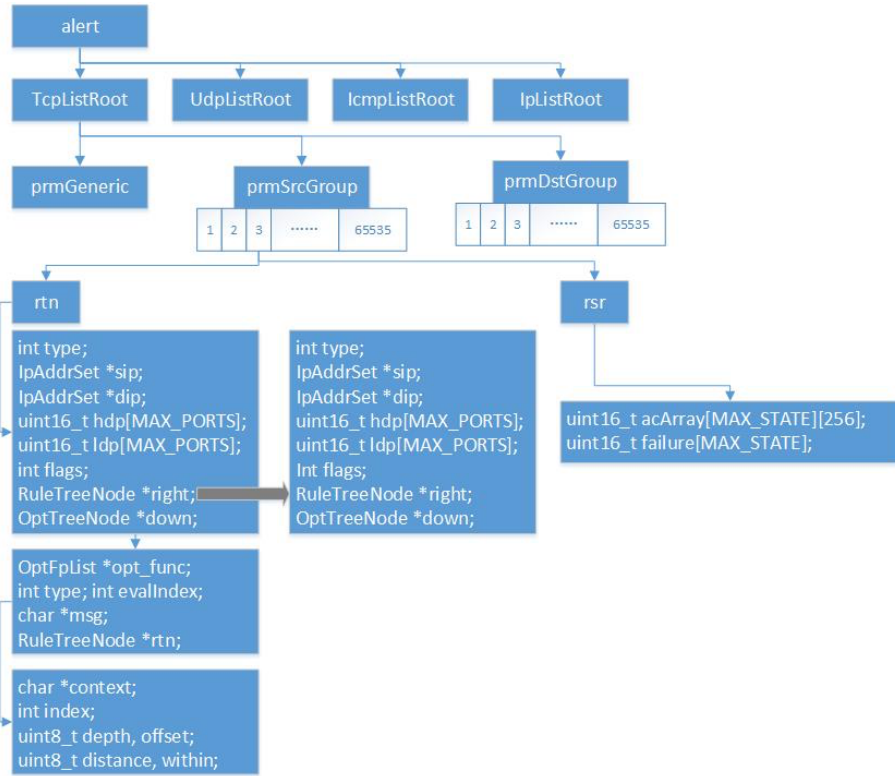 alert
TcpListRoot
UdpListRoot
IcmpListRoot
IpListRoot
prmGeneric
prmSrcGroup
prmDstGroup
1 2 3 ...... 65535
1 2 3 ...... 65535
rtn
rsr
int type;
IpAddrSet *sip;
IpAddrSet *dip;
uint16_t hdp[MAX_PORTS];
uint16_t ldp[MAX_PORTS];
int flags;
RuleTreeNode *right;
OptTreeNode *down;
int type;
IpAddrSet *sip;
IpAddrSet *dip;
uint16_t hdp[MAX_PORTS];
uint16_t ldp[MAX_PORTS];
Int flags;
RuleTreeNode *right;
OptTreeNode *down;
uint16_t acArray[MAX_STATE][256];
uint16_t failure[MAX_STATE];
OptFpList *opt_func;
int type; int evalIndex;
char *msg;
RuleTreeNode *rtn;
char *context;
int index;
uint8_t depth, offset;
uint8_t distance, within;